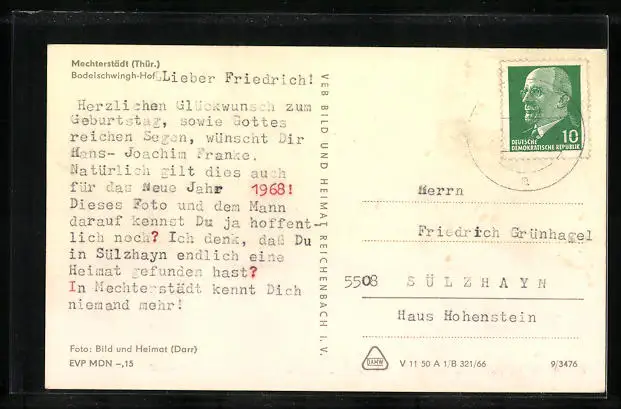 Mechterstädt (Thür.)
Bodelschwingh-Hof
Lieber Friedrich!
Herzlichen Glückwunsch zum
Geburtstag, sowie Gottes
reichen Segen, wünscht Dir
Hans- Joachim Franke.
Natürlich gilt dies auch
für das Neue Jahr 1968!
Dieses Foto und dem Mann
darauf kennst Du ja hoffent-
lich noch? Ich denk, daß Du
in Sülzhayn endlich eine
Heimat gefunden hast?
In Mechterstädt kennt Dich
niemand mehr!
Foto: Bild und Heimat (Darr)
EVP MDN –,15
VEB BILD UND HEIMAT REICHENBACH I. V.
10
DEUTSCHE
DEMOKRATISCHE REPUBLIK
a
Herrn
Friedrich Grünhagel
5508 SÜLZHAYN
Haus Hohenstein
DAHW
V 11 50 A 1/B 321/66
9/3476